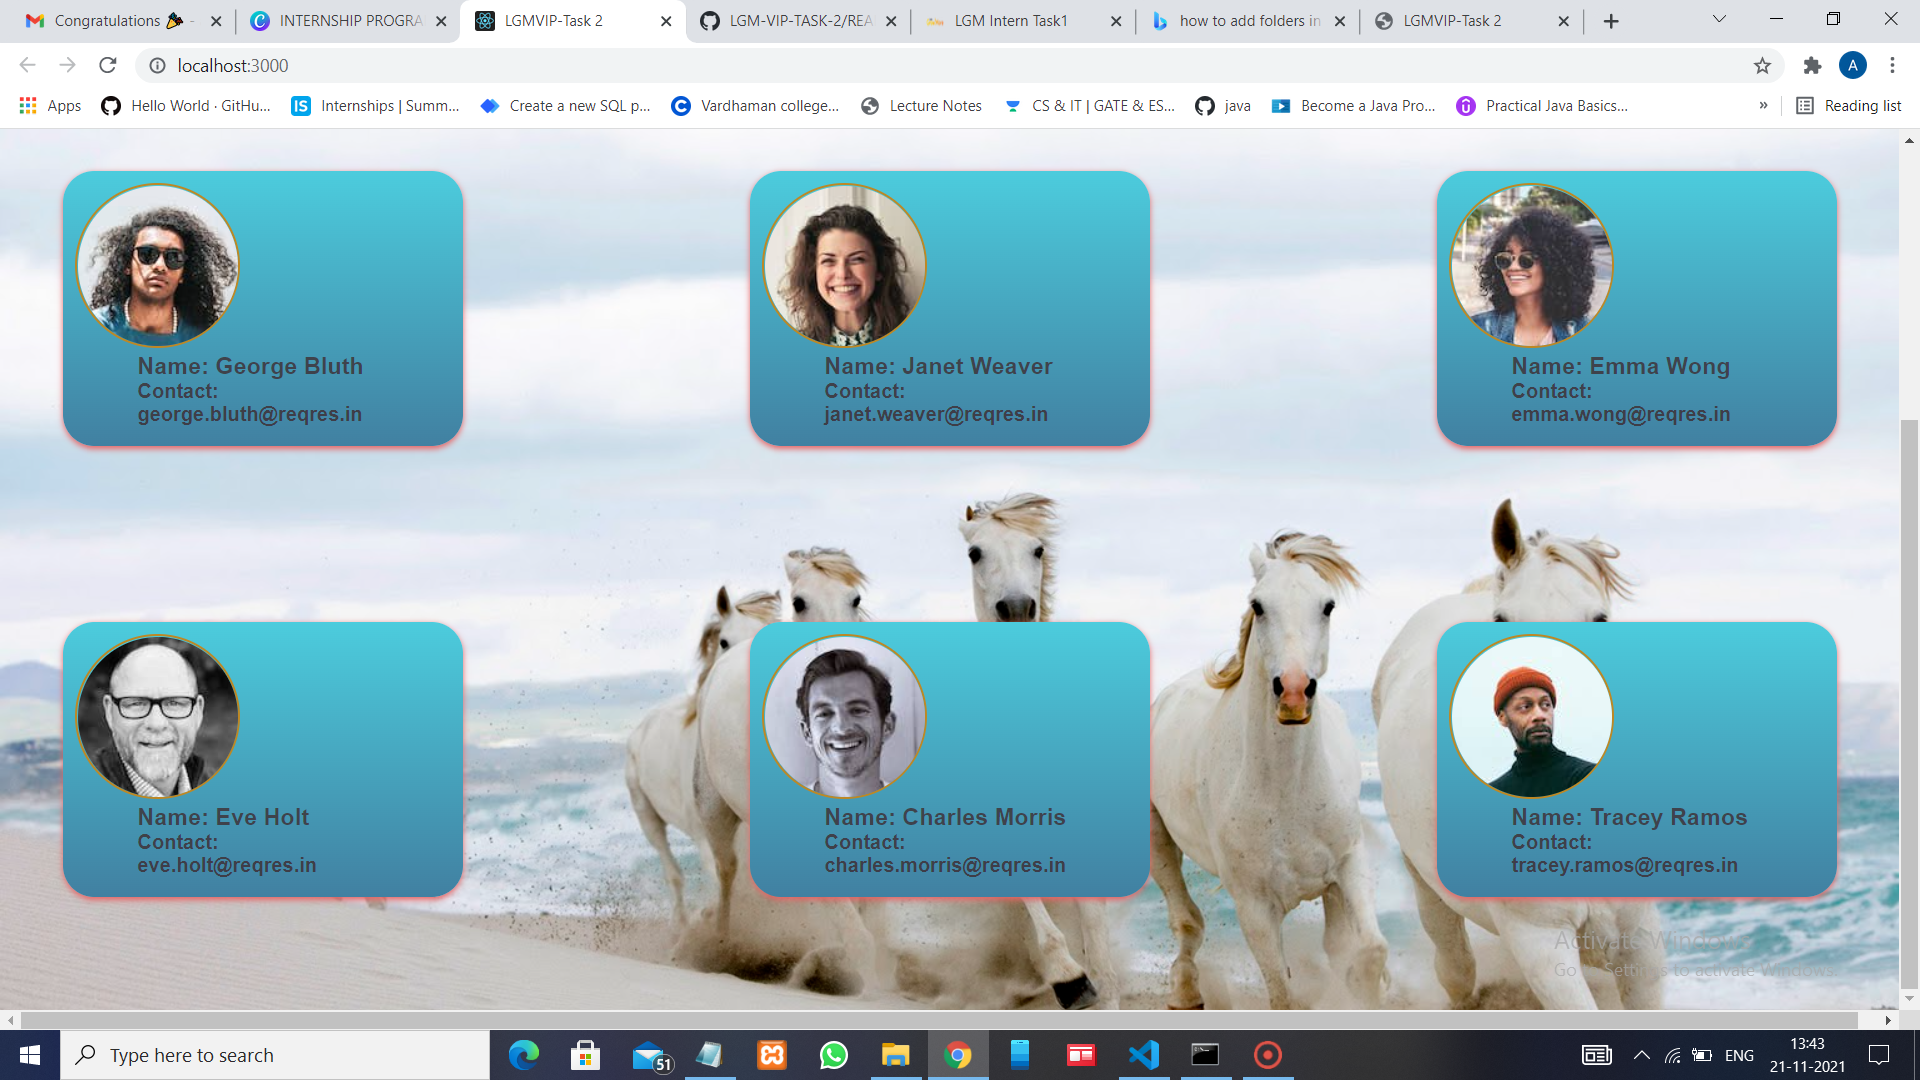 Congratulations 🎉 -
INTERNSHIP PROGRA
LGMVIP-Task 2
LGM-VIP-TASK-2/REA
LGM Intern Task1
how to add folders in
LGMVIP-Task 2
localhost:3000
A
Apps
Hello World · GitHu...
Internships | Summ...
Create a new SQL p...
Vardhaman college...
Lecture Notes
CS & IT | GATE & ES...
java
Become a Java Pro...
Practical Java Basics...
»
Reading list
Name: George Bluth
Contact:
george.bluth@reqres.in
Name: Janet Weaver
Contact:
janet.weaver@reqres.in
Name: Emma Wong
Contact:
emma.wong@reqres.in
Name: Eve Holt
Contact:
eve.holt@reqres.in
Name: Charles Morris
Contact:
charles.morris@reqres.in
Name: Tracey Ramos
Contact:
tracey.ramos@reqres.in
Activate Windows
Go to Settings to activate Windows.
Type here to search
51
ENG
13:43
21-11-2021